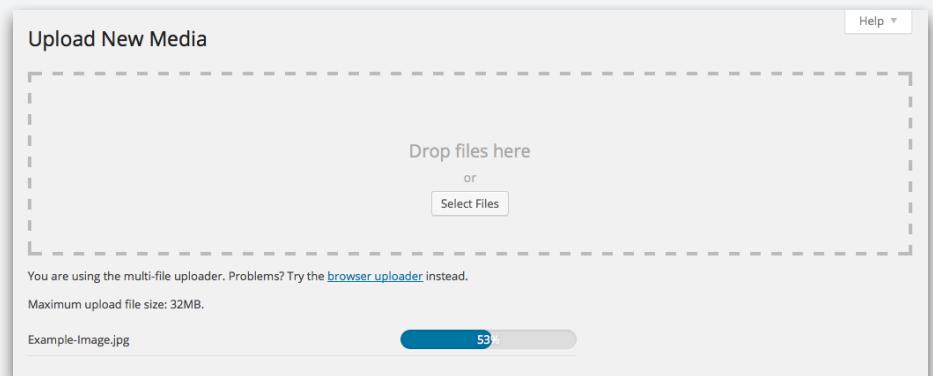 Help
Upload New Media
Drop files here
or
Select Files
You are using the multi-file uploader. Problems? Try the browser uploader instead.
Maximum upload file size: 32MB.
Example-Image.jpg 53%